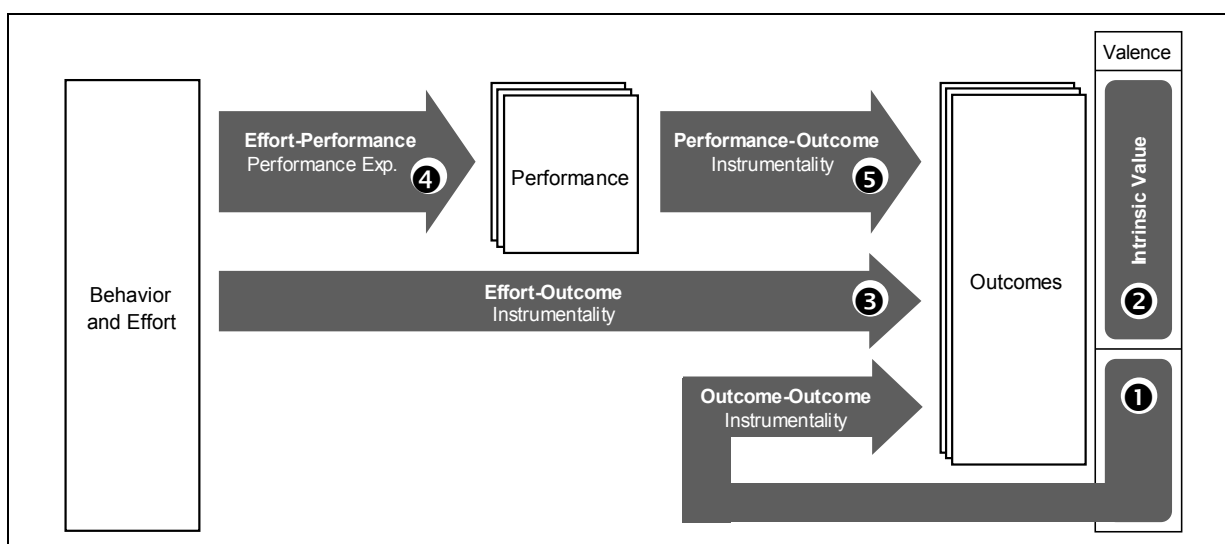 Valence
Effort-Performance
Performance Exp.
4
Performance
Performance-Outcome
Instrumentality
5
Intrinsic Value
2
Behavior
and Effort
Effort-Outcome
Instrumentality
3
Outcomes
Outcome-Outcome
Instrumentality
1